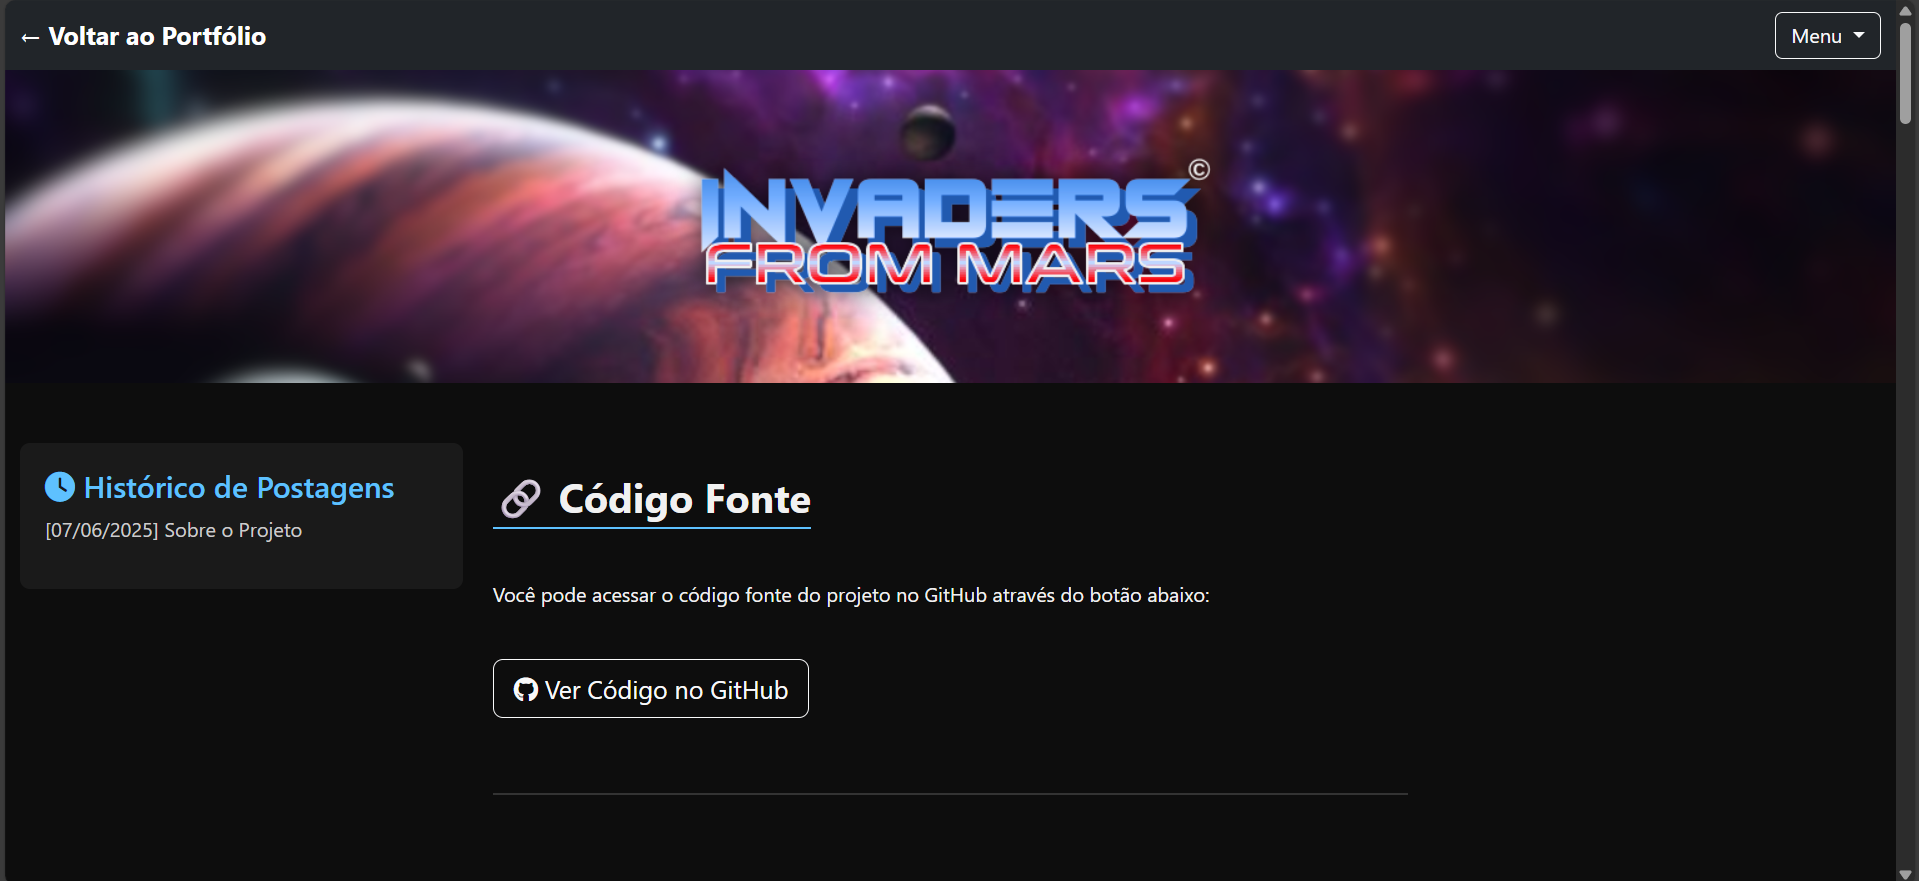 ← Voltar ao Portfólio
Menu
INVADERS ©
FROM MARS
Histórico de Postagens
[07/06/2025] Sobre o Projeto
Código Fonte
Você pode acessar o código fonte do projeto no GitHub através do botão abaixo:
Ver Código no GitHub